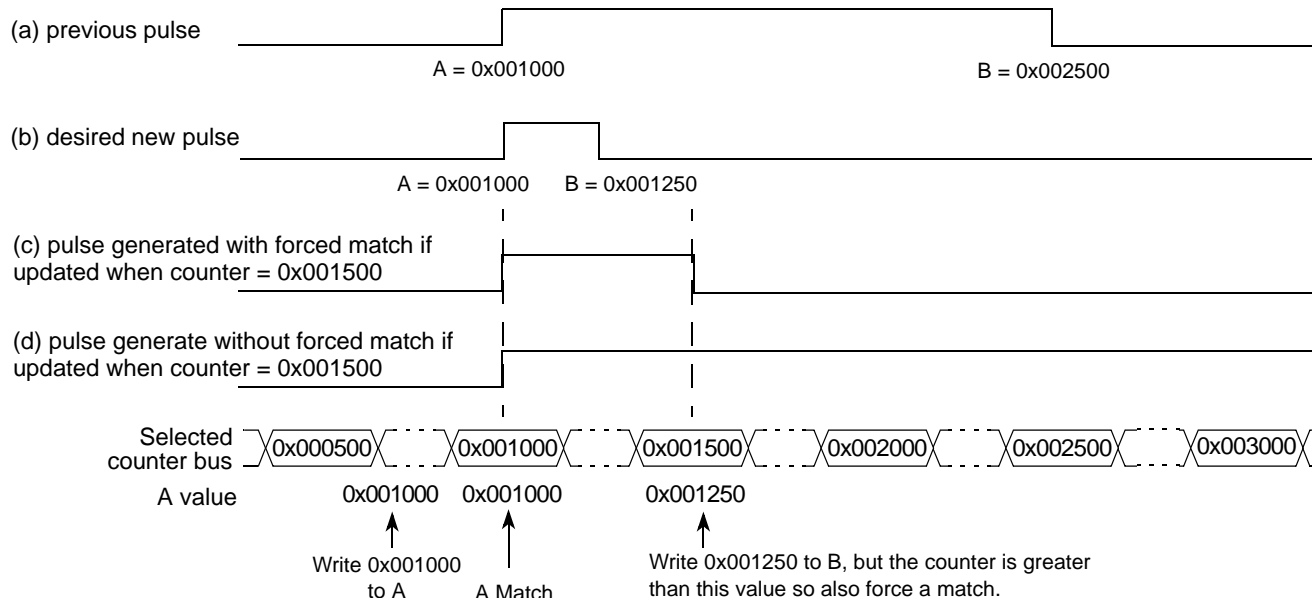 (a) previous pulse
A = 0x001000
B = 0x002500
(b) desired new pulse
A = 0x001000
B = 0x001250
(c) pulse generated with forced match if
updated when counter = 0x001500
(d) pulse generate without forced match if
updated when counter = 0x001500
Selected
counter bus
0x000500
0x001000
0x001500
0x002000
0x002500
0x003000
A value
0x001000
0x001000
0x001250
Write 0x001000
to A
A Match
Write 0x001250 to B, but the counter is greater
than this value so also force a match.